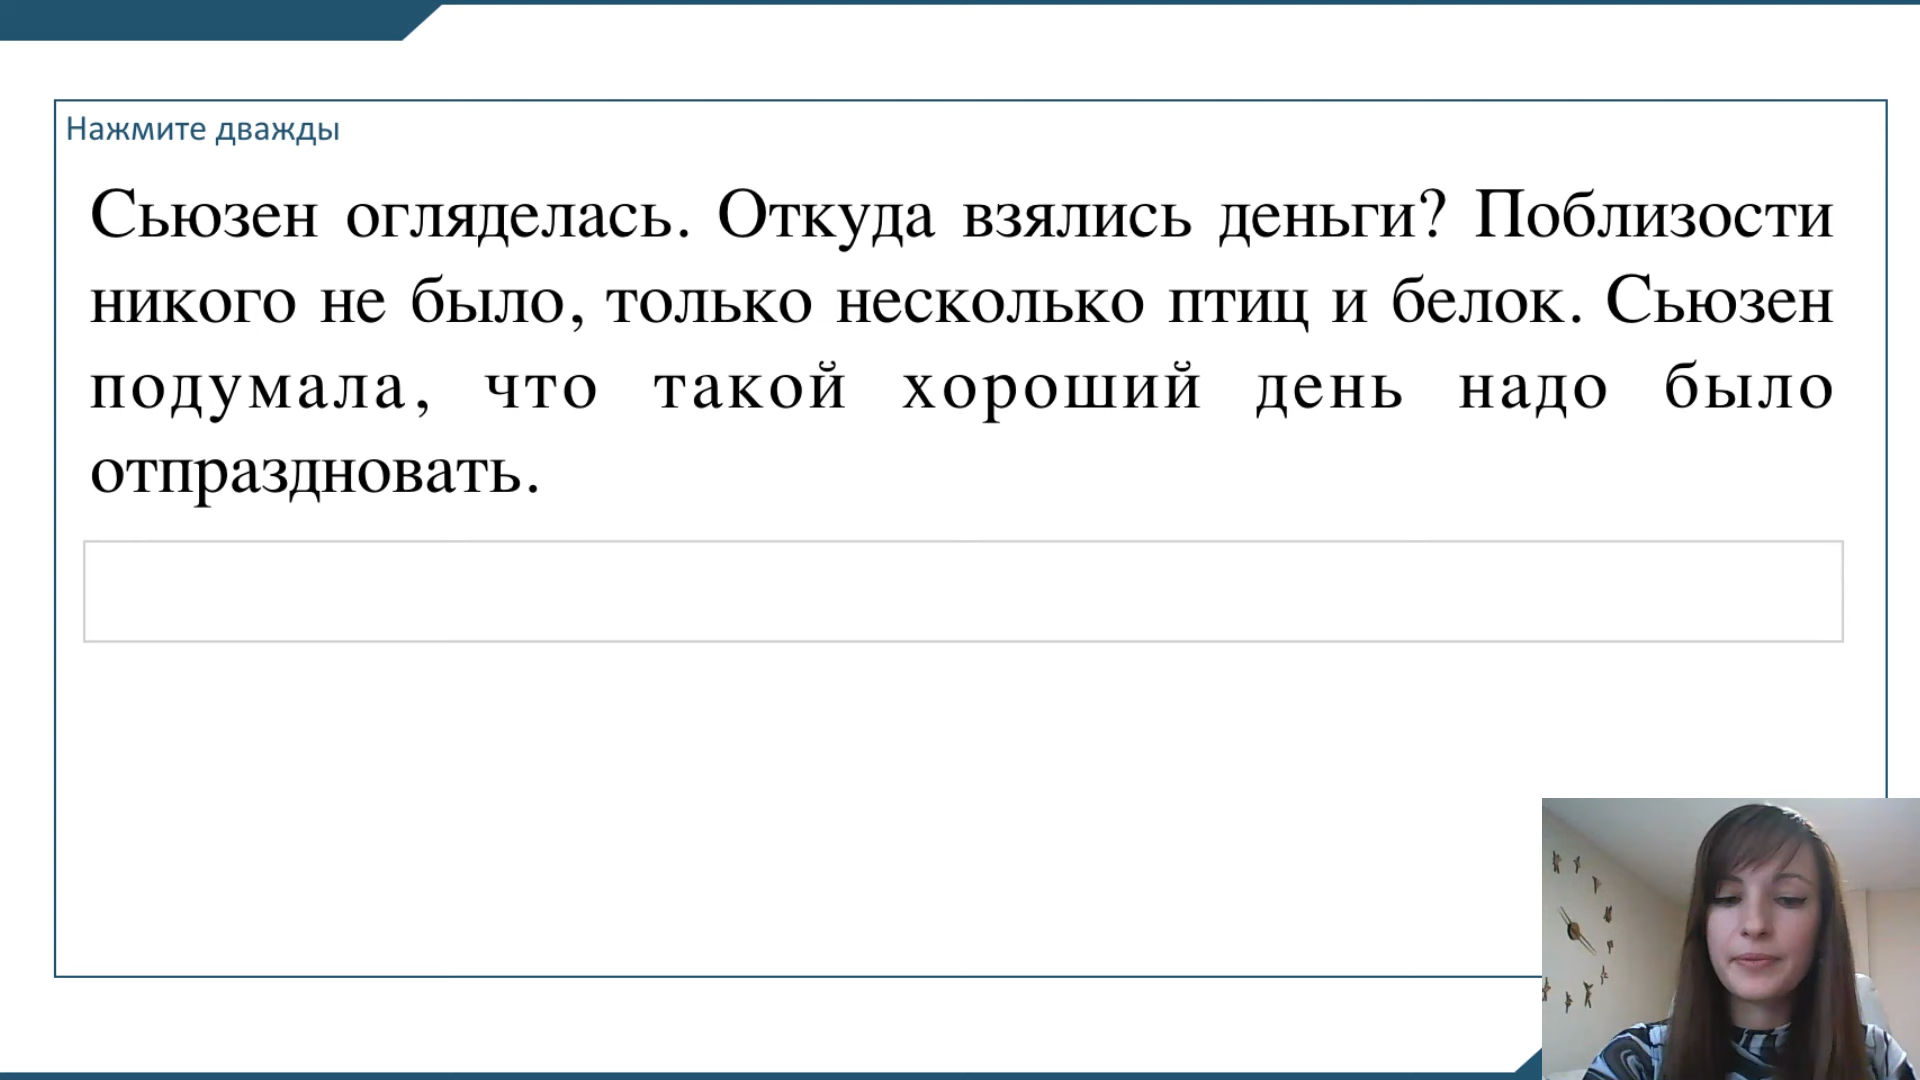 Нажмите дважды
Сьюзен огляделась. Откуда взялись деньги? Поблизости
никого не было, только несколько птиц и белок. Сьюзен
подумала, что такой хороший день надо было
отпраздновать.